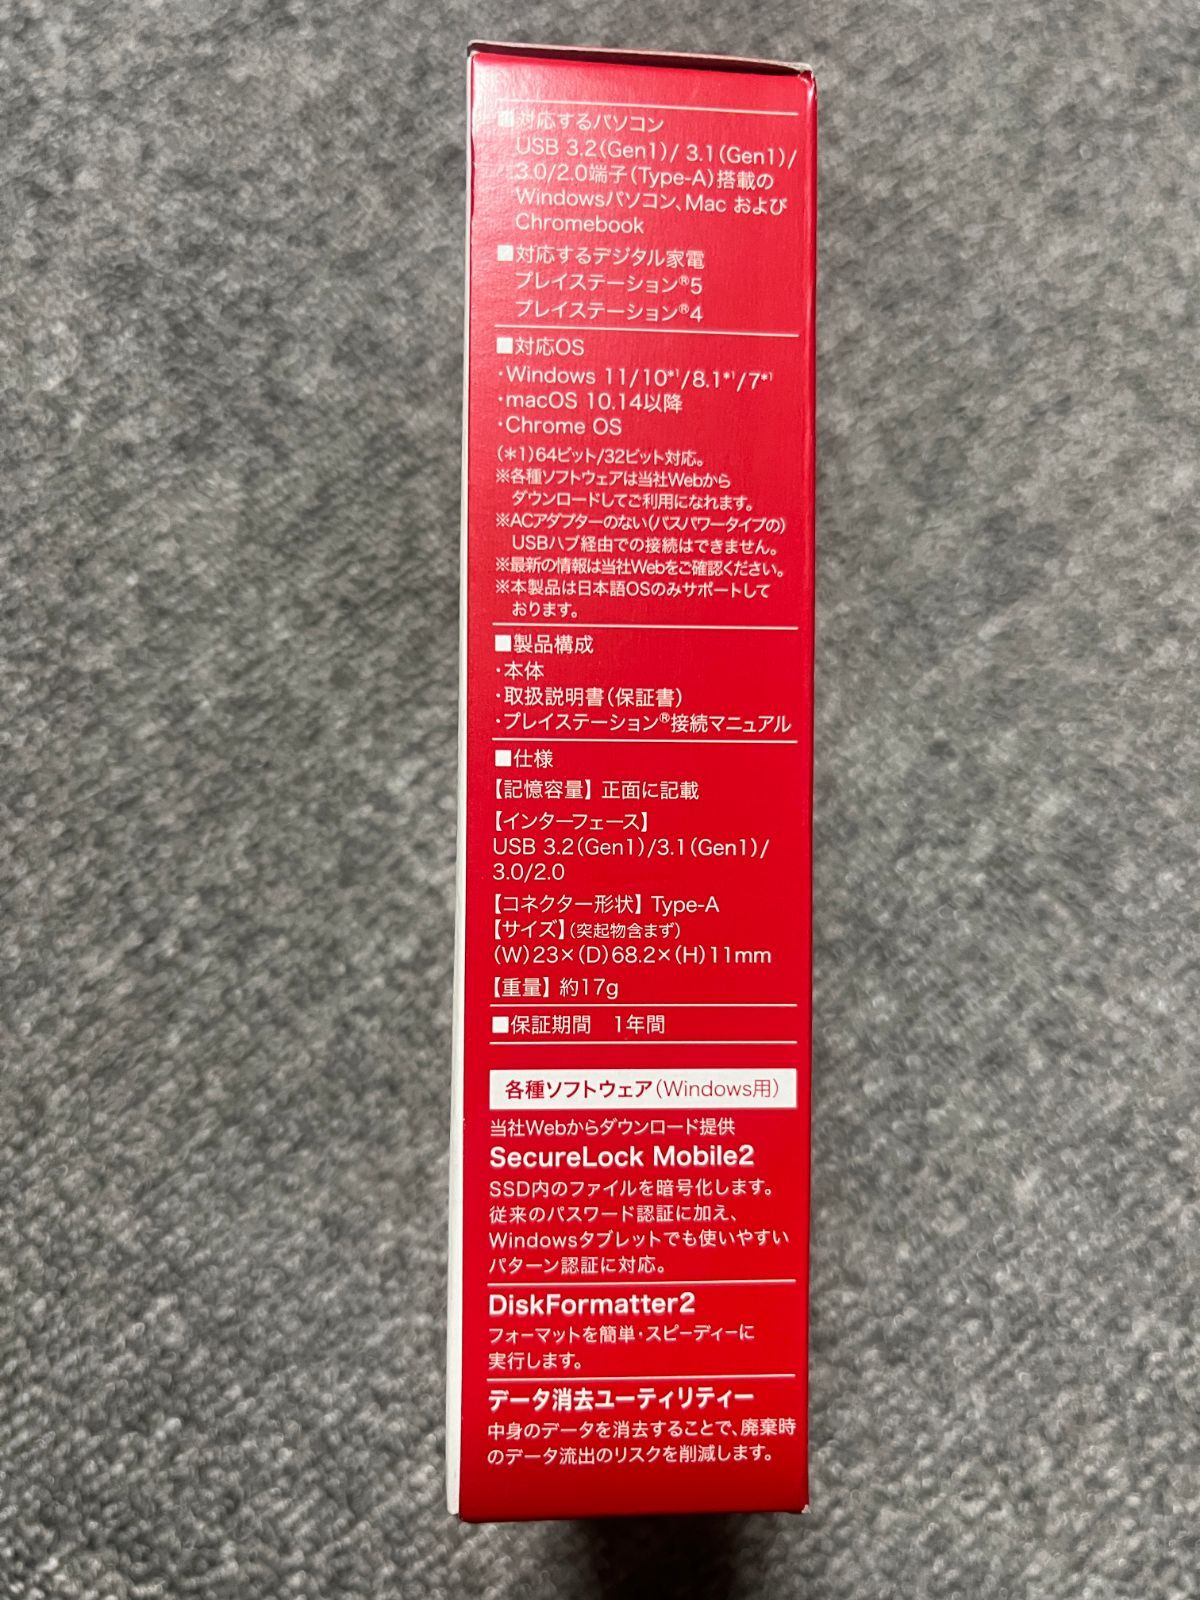 ■対応するパソコン
USB 3.2(Gen1)/ 3.1(Gen1)/
3.0/2.0端子(Type-A)搭載の
Windowsパソコン、Mac および
Chromebook
■対応するデジタル家電
プレイステーション®5
プレイステーション®4
■対応OS
・Windows 11/10*¹/8.1*¹/7*¹
・macOS 10.14以降
・Chrome OS
(＊1)64ビット/32ビット対応。
※各種ソフトウェアは当社Webから
ダウンロードしてご利用になれます。
※ACアダプターのない(バスパワータイプの)
USBハブ経由での接続はできません。
※最新の情報は当社Webをご確認ください。
※本製品は日本語OSのみサポートして
おります。
■製品構成
・本体
・取扱説明書(保証書)
・プレイステーション®接続マニュアル
■仕様
【記憶容量】正面に記載
【インターフェース】
USB 3.2(Gen1)/3.1(Gen1)/
3.0/2.0
【コネクター形状】Type-A
【サイズ】(突起物含まず)
(W)23×(D)68.2×(H)11mm
【重量】約17g
■保証期間　1年間
各種ソフトウェア(Windows用)
当社Webからダウンロード提供
SecureLock Mobile2
SSD内のファイルを暗号化します。
従来のパスワード認証に加え、
Windowsタブレットでも使いやすい
パターン認証に対応。
DiskFormatter2
フォーマットを簡単・スピーディーに
実行します。
データ消去ユーティリティー
中身のデータを消去することで、廃棄時
のデータ流出のリスクを削減します。